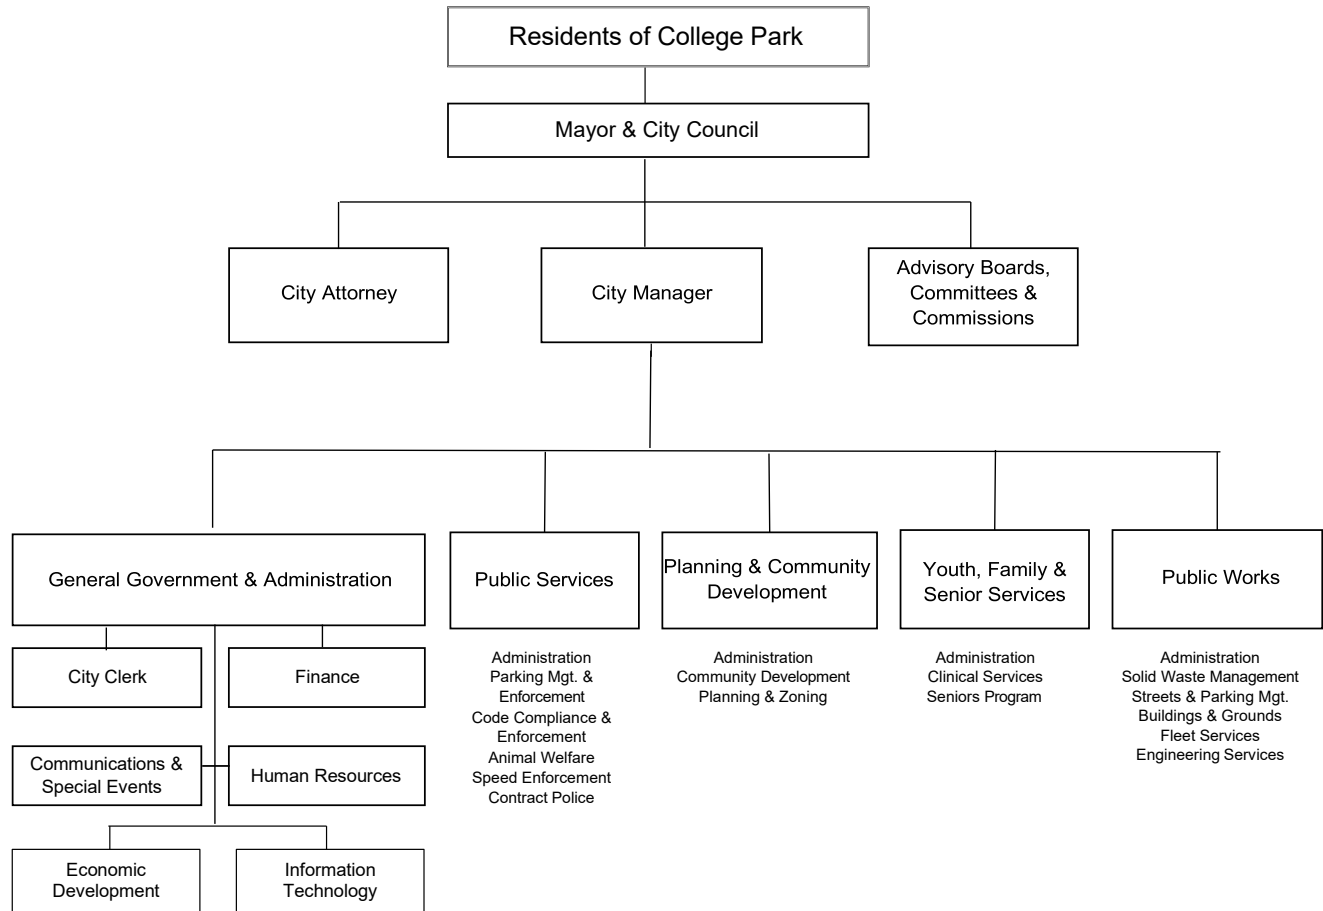 Residents of College Park
Mayor & City Council
City Attorney
City Manager
Advisory Boards,
Committees &
Commissions
General Government & Administration
City Clerk
Finance
Communications &
Special Events
Human Resources
Economic
Development
Information
Technology
Public Services
Administration
Parking Mgt. &
Enforcement
Code Compliance &
Enforcement
Animal Welfare
Speed Enforcement
Contract Police
Planning & Community
Development
Administration
Community Development
Planning & Zoning
Youth, Family &
Senior Services
Administration
Clinical Services
Seniors Program
Public Works
Administration
Solid Waste Management
Streets & Parking Mgt.
Buildings & Grounds
Fleet Services
Engineering Services